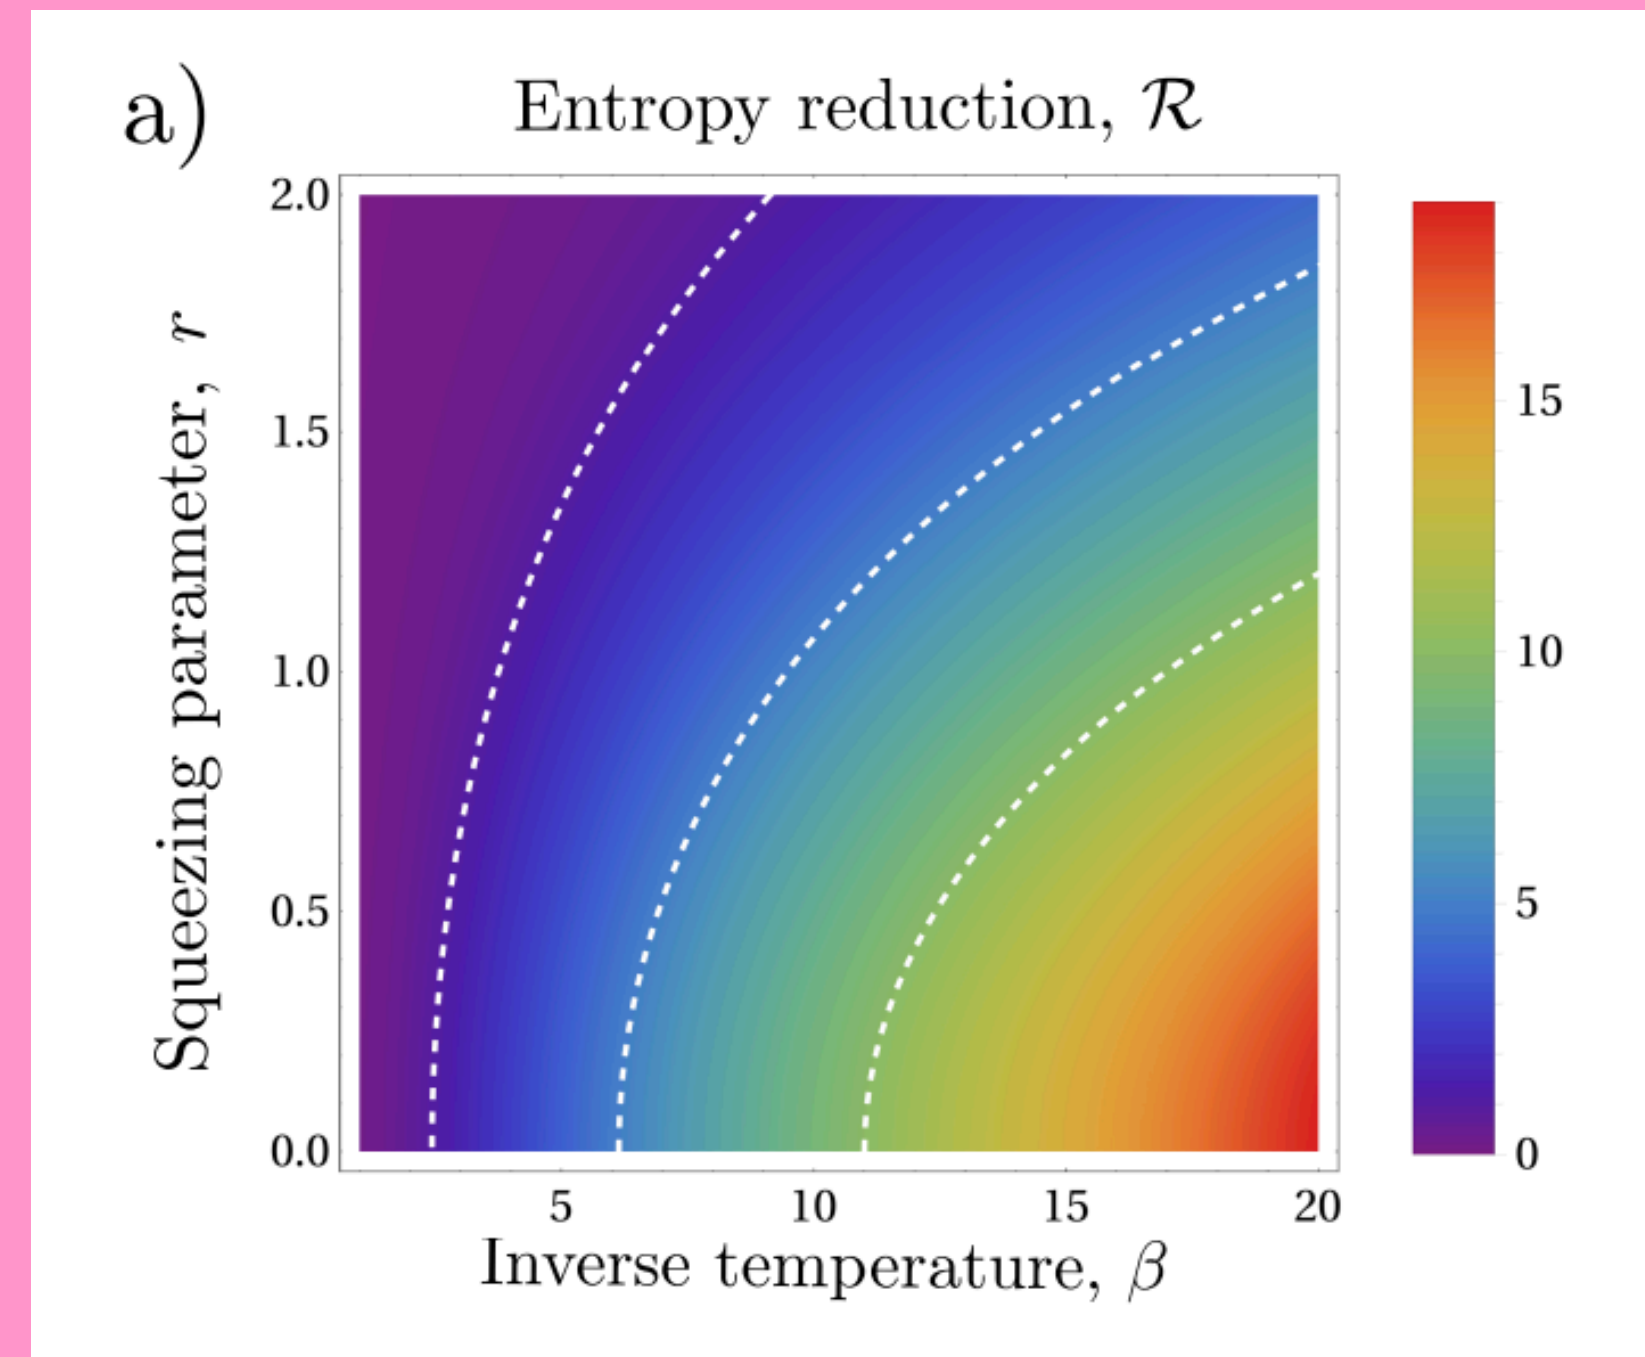 a)
Entropy reduction, ℛ
Squeezing parameter, r
2.0
1.5
1.0
0.5
0.0
5 10 15 20
Inverse temperature, β
15
10
5
0